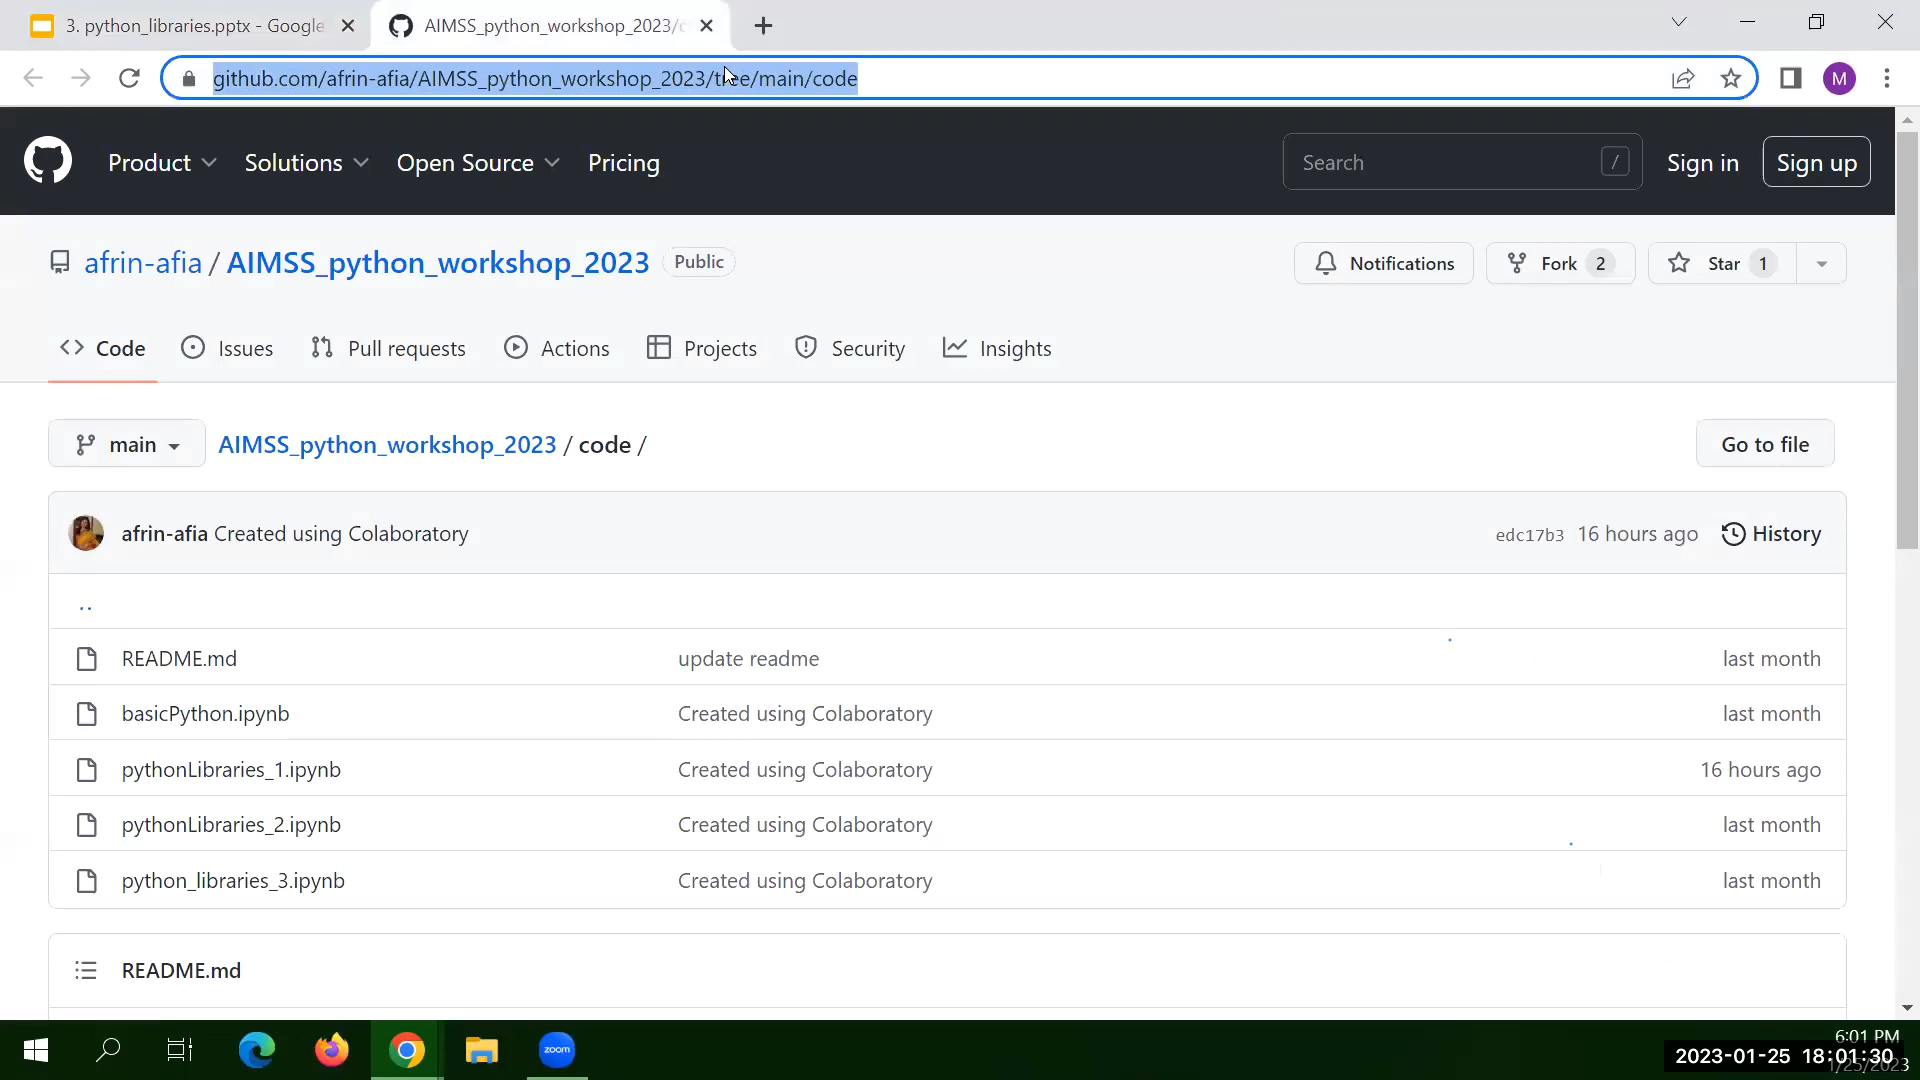 3. python_libraries.pptx - Google
AIMSS_python_workshop_2023/c
github.com/afrin-afia/AIMSS_python_workshop_2023/tree/main/code
M
Product
Solutions
Open Source
Pricing
Search
/
Sign in
Sign up
afrin-afia / AIMSS_python_workshop_2023
Public
Notifications
Fork 2
Star 1
Code
Issues
Pull requests
Actions
Projects
Security
Insights
main
AIMSS_python_workshop_2023 / code /
Go to file
afrin-afia Created using Colaboratory
edc17b3 16 hours ago
History
..
README.md update readme last month
basicPython.ipynb Created using Colaboratory last month
pythonLibraries_1.ipynb Created using Colaboratory 16 hours ago
pythonLibraries_2.ipynb Created using Colaboratory last month
python_libraries_3.ipynb Created using Colaboratory last month
README.md
zoom
6:01 PM
2023-01-25 18:01:30
1/25/2023